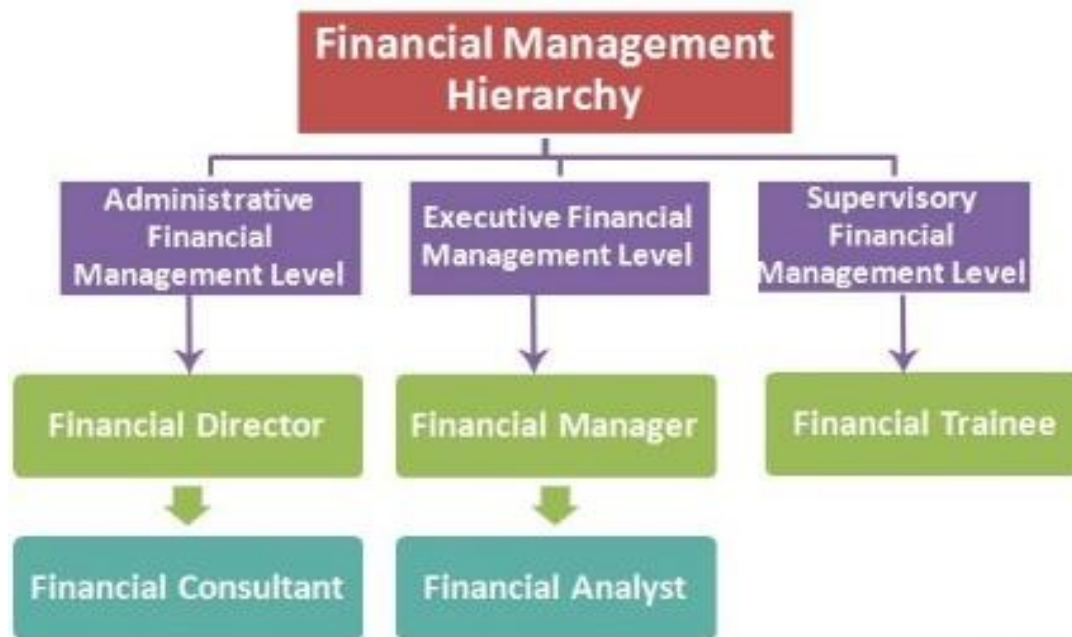 Financial Management
Hierarchy
Administrative
Financial
Management Level
Executive Financial
Management Level
Supervisory
Financial
Management Level
Financial Director
Financial Manager
Financial Trainee
Financial Consultant
Financial Analyst